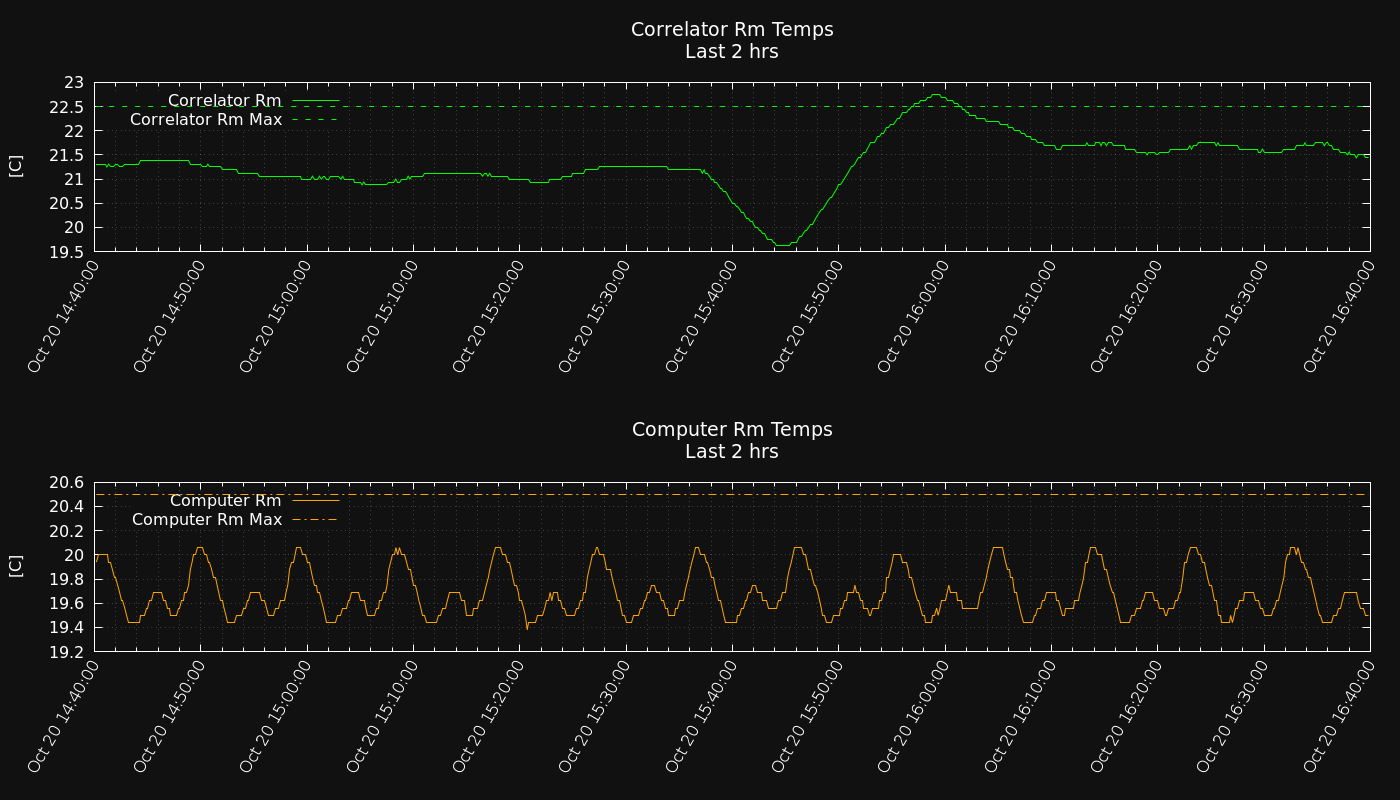 Correlator Rm Temps
Last 2 hrs
[C]
23
22.5
22
21.5
21
20.5
20
19.5
Correlator Rm
Correlator Rm Max
Oct 20 14:40:00
Oct 20 14:50:00
Oct 20 15:00:00
Oct 20 15:10:00
Oct 20 15:20:00
Oct 20 15:30:00
Oct 20 15:40:00
Oct 20 15:50:00
Oct 20 16:00:00
Oct 20 16:10:00
Oct 20 16:20:00
Oct 20 16:30:00
Oct 20 16:40:00
Computer Rm Temps
Last 2 hrs
[C]
20.6
20.4
20.2
20
19.8
19.6
19.4
19.2
Computer Rm
Computer Rm Max
Oct 20 14:40:00
Oct 20 14:50:00
Oct 20 15:00:00
Oct 20 15:10:00
Oct 20 15:20:00
Oct 20 15:30:00
Oct 20 15:40:00
Oct 20 15:50:00
Oct 20 16:00:00
Oct 20 16:10:00
Oct 20 16:20:00
Oct 20 16:30:00
Oct 20 16:40:00